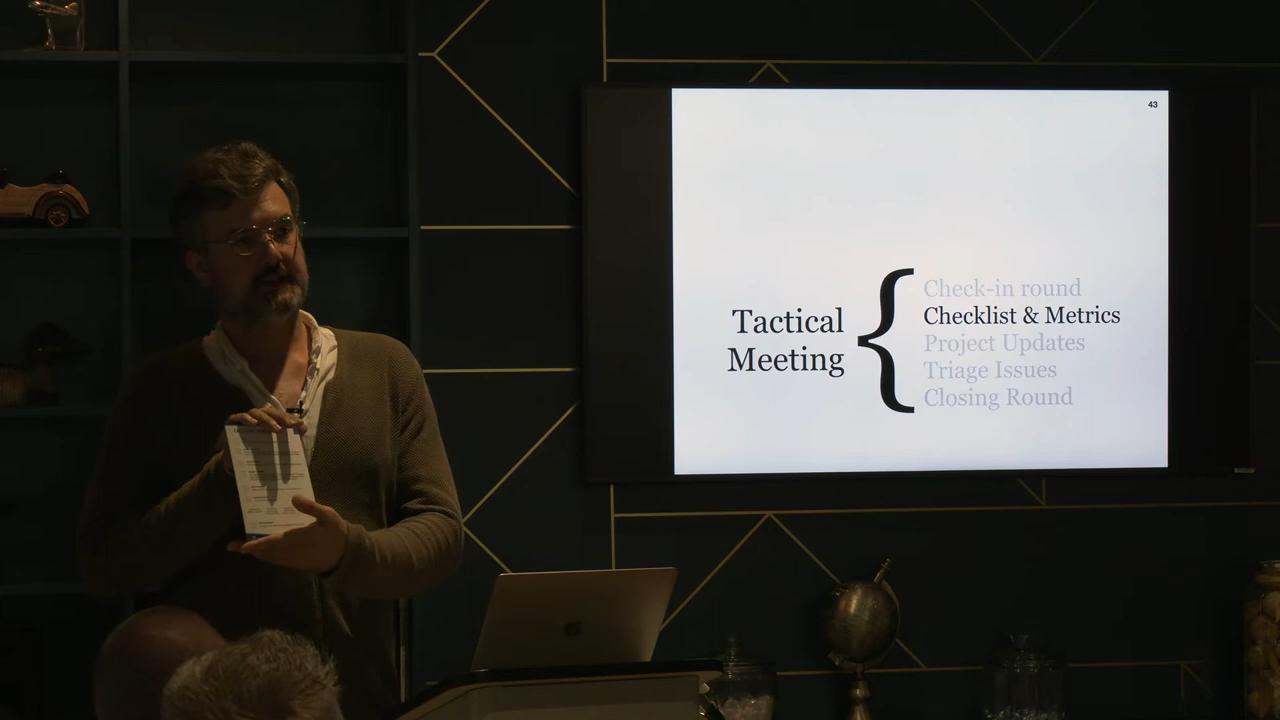 43
Tactical
Meeting
Check-in round
Checklist & Metrics
Project Updates
Triage Issues
Closing Round